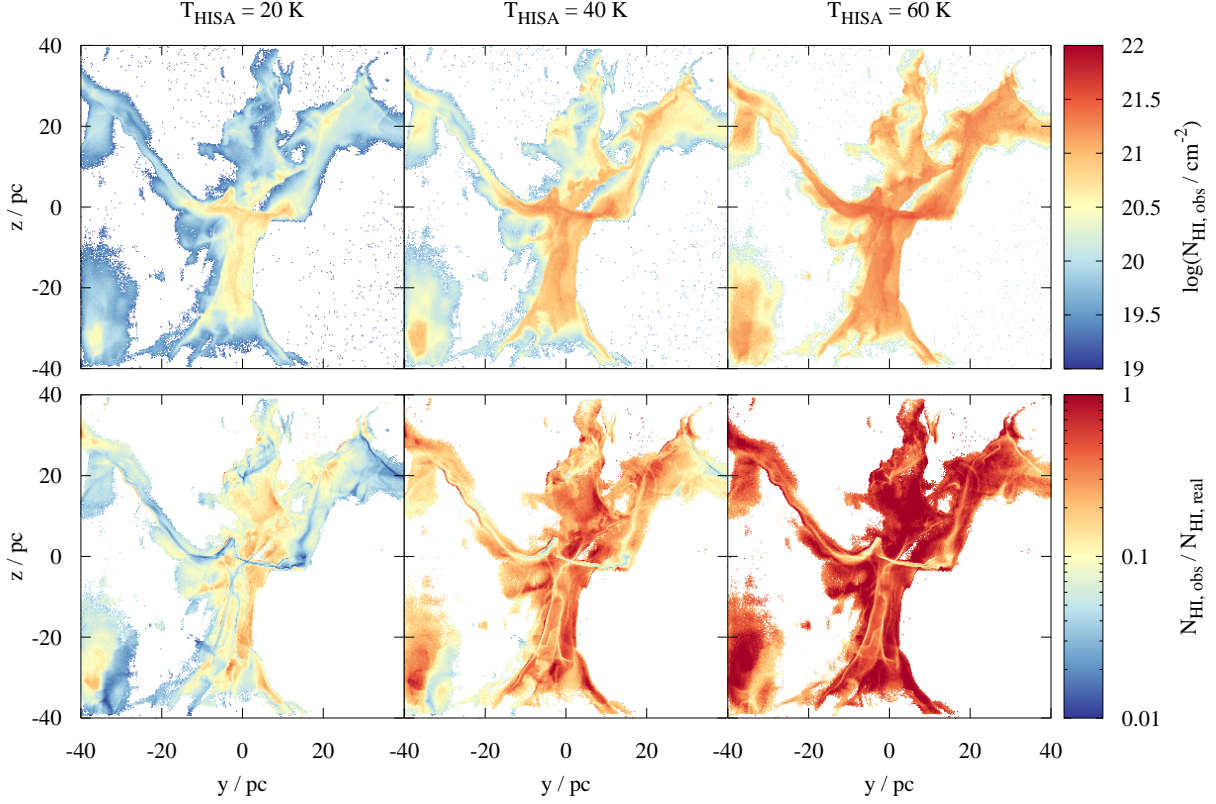 T_HISA = 20 K T_HISA = 40 K T_HISA = 60 K
40
20
0
-20
-40
z / pc
22
21.5
21
20.5
20
19.5
19
log(N_HI, obs / cm^-2)
40
20
0
-20
-40
z / pc
1
0.1
0.01
N_HI, obs / N_HI, real
-40 -20 0 20 40 -20 0 20 40 -20 0 20 40
y / pc y / pc y / pc